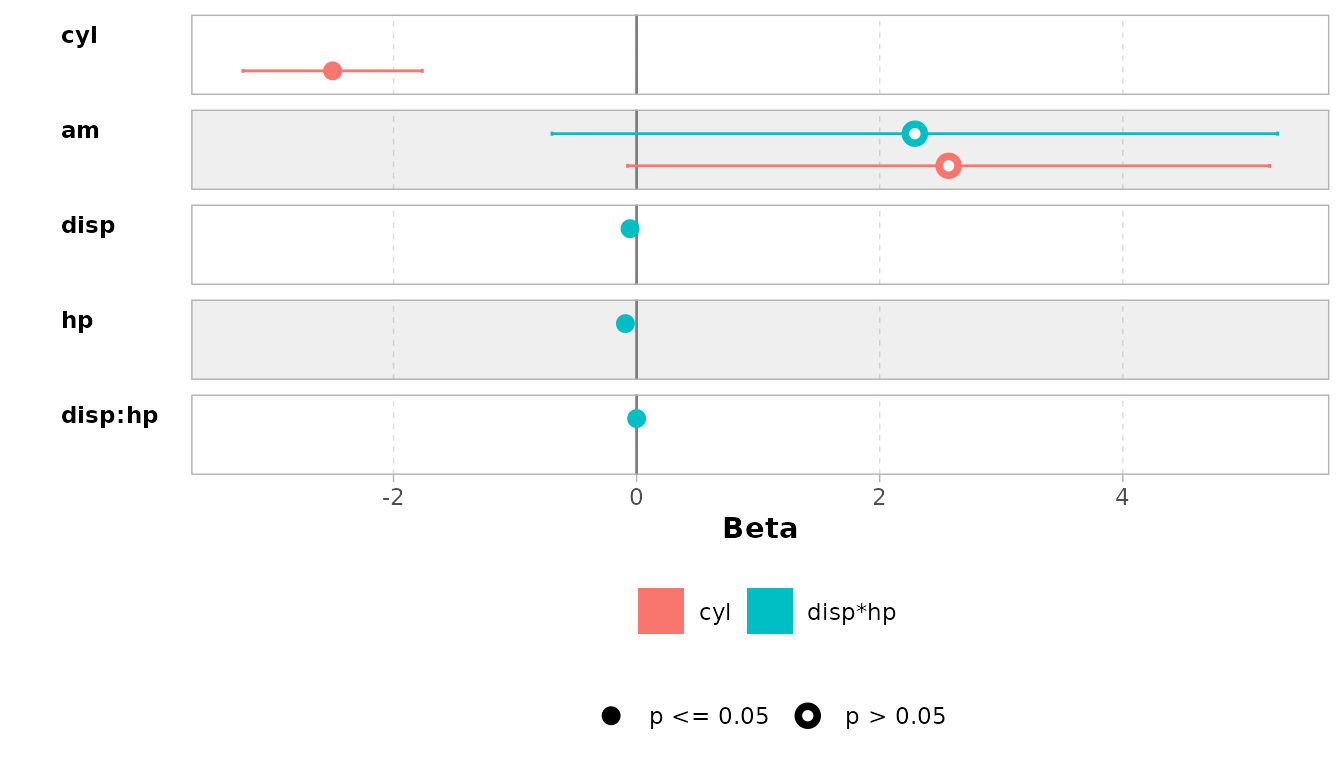 cyl
am
disp
hp
disp:hp
-2 0 2 4
Beta
cyl disp*hp
p <= 0.05 p > 0.05